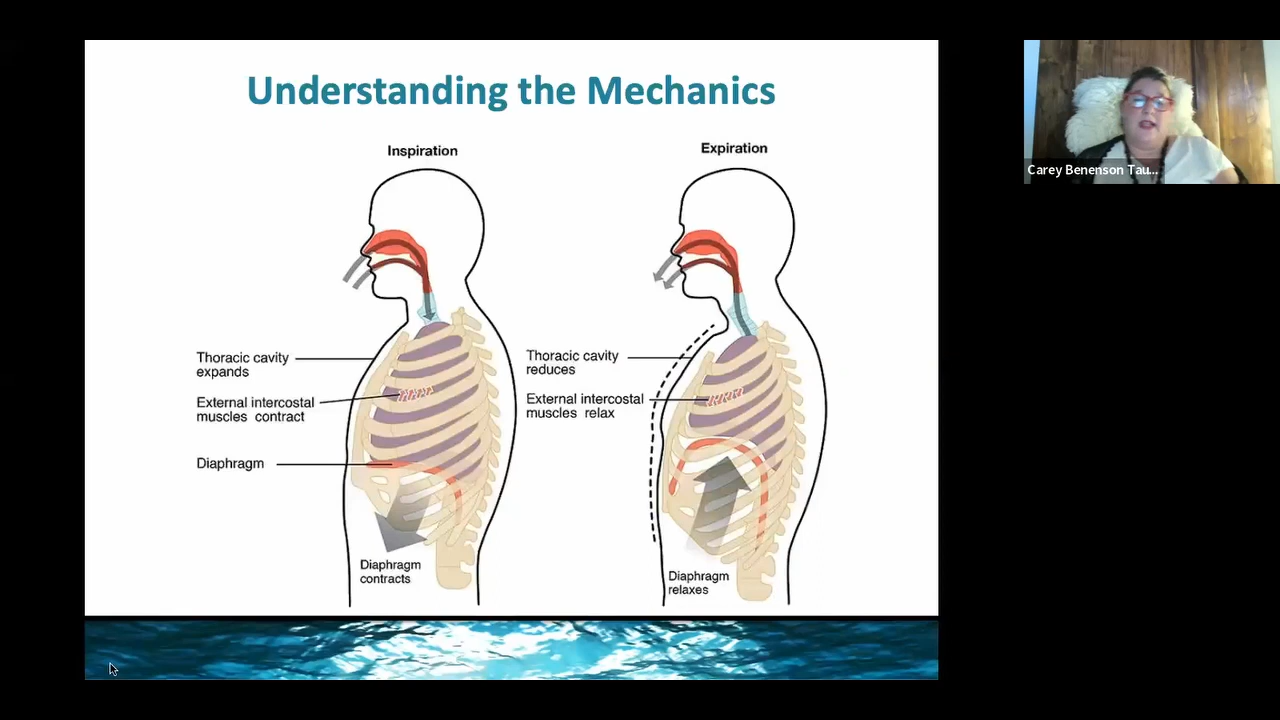 Understanding the Mechanics
Inspiration
Thoracic cavity
expands
External intercostal
muscles contract
Diaphragm
Diaphragm
contracts
Expiration
Thoracic cavity
reduces
External intercostal
muscles relax
Diaphragm
relaxes
Carey Benenson Tau...